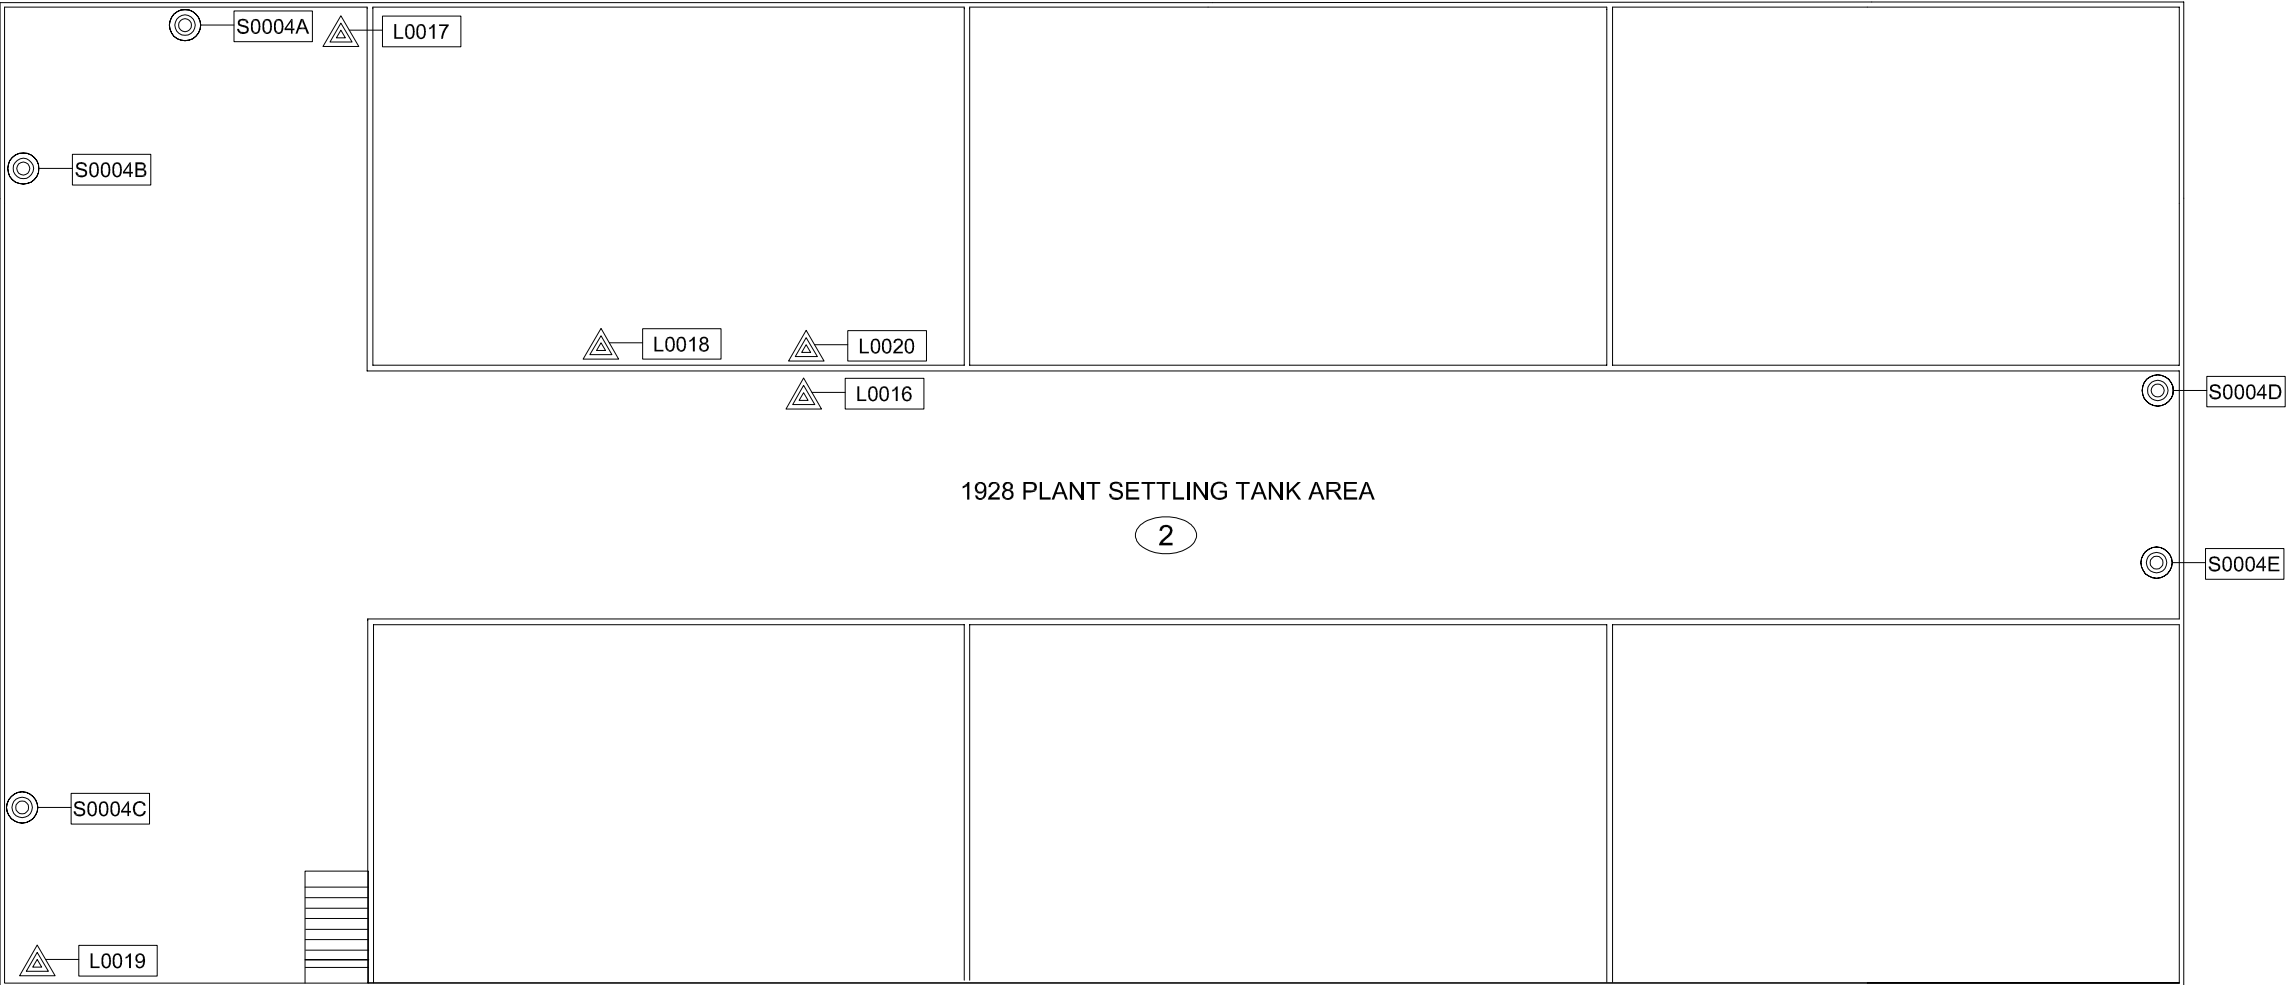 S0004A
L0017
S0004B
L0018
L0020
L0016
S0004D
1928 PLANT SETTLING TANK AREA
2
S0004E
S0004C
L0019